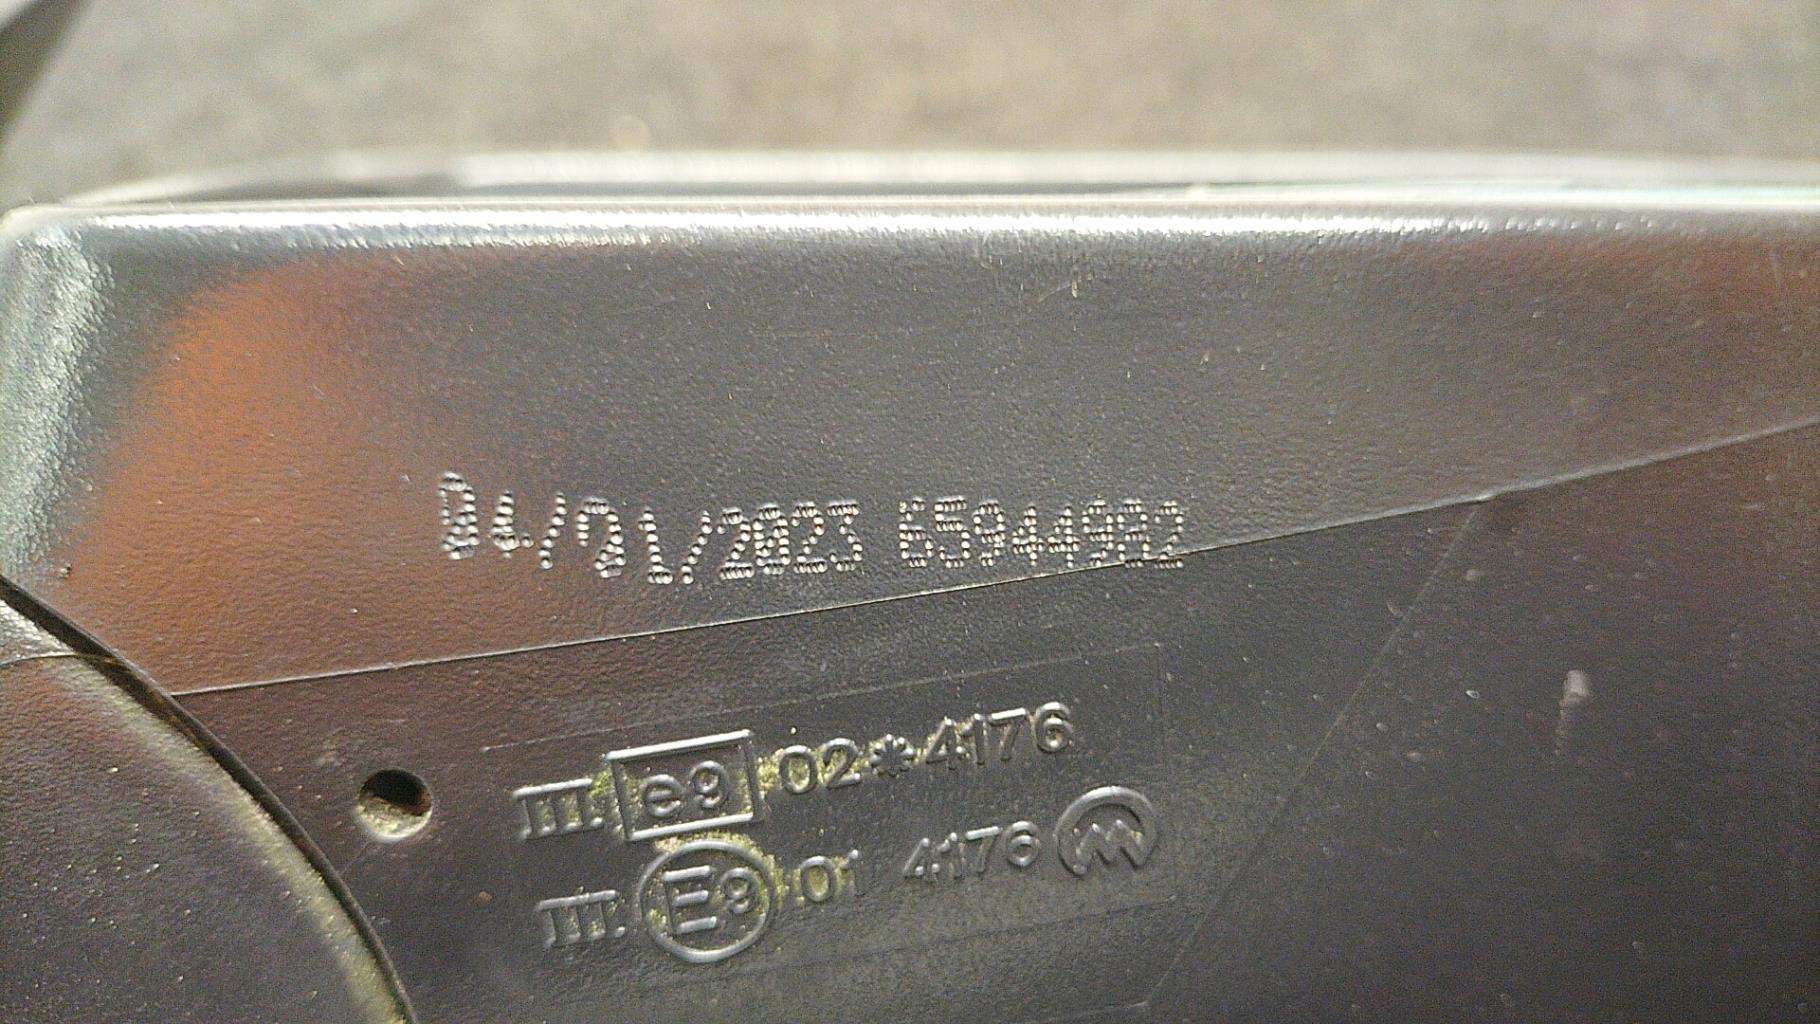 04/01/2023 65944982
III e9 02*4176
III E9 01 4176 M